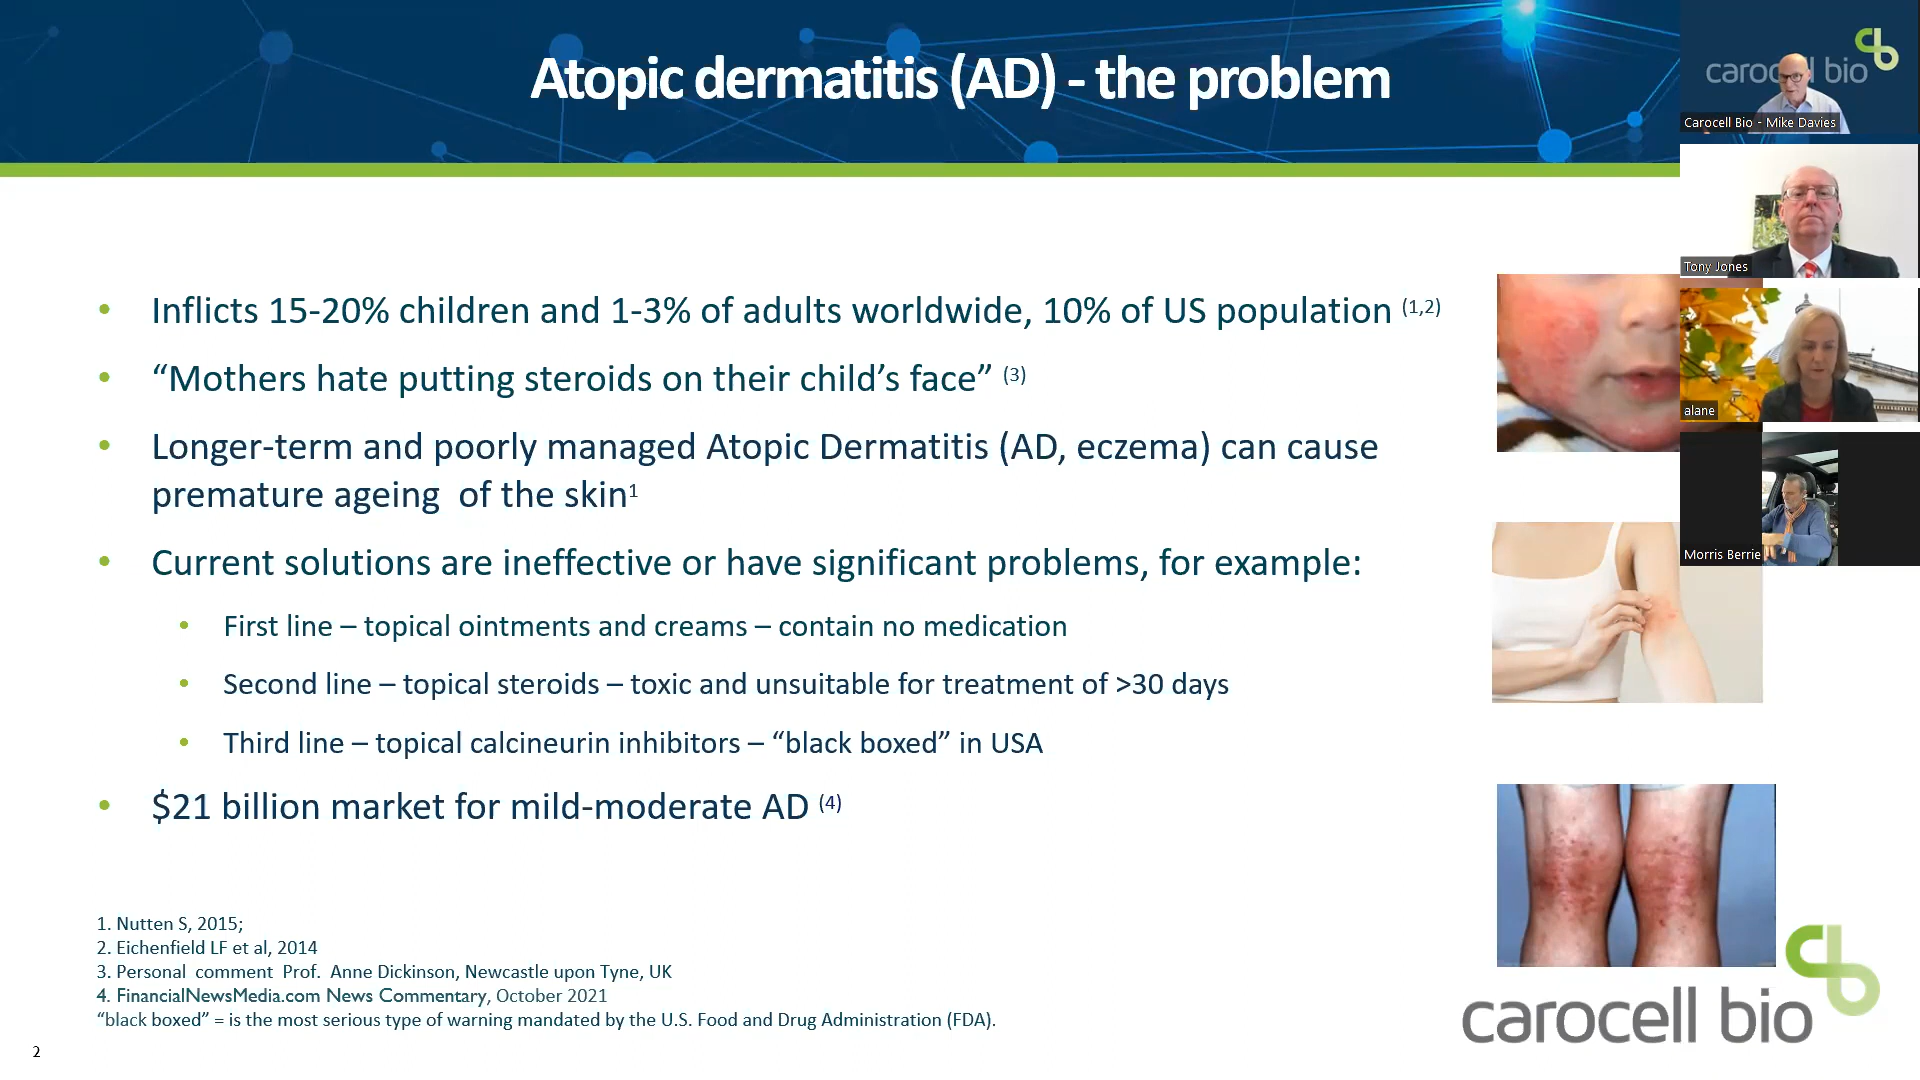 Atopic dermatitis (AD) - the problem
carocell bio
Carocell Bio - Mike Davies
Tony Jones
alane
Morris Berrie
• Inflicts 15-20% children and 1-3% of adults worldwide, 10% of US population (1,2)
• “Mothers hate putting steroids on their child’s face” (3)
• Longer-term and poorly managed Atopic Dermatitis (AD, eczema) can cause
premature ageing of the skin1
• Current solutions are ineffective or have significant problems, for example:
• First line – topical ointments and creams – contain no medication
• Second line – topical steroids – toxic and unsuitable for treatment of >30 days
• Third line – topical calcineurin inhibitors – “black boxed” in USA
• $21 billion market for mild-moderate AD (4)
1. Nutten S, 2015;
2. Eichenfield LF et al, 2014
3. Personal comment Prof. Anne Dickinson, Newcastle upon Tyne, UK
4. FinancialNewsMedia.com News Commentary, October 2021
“black boxed” = is the most serious type of warning mandated by the U.S. Food and Drug Administration (FDA).
carocell bio
2